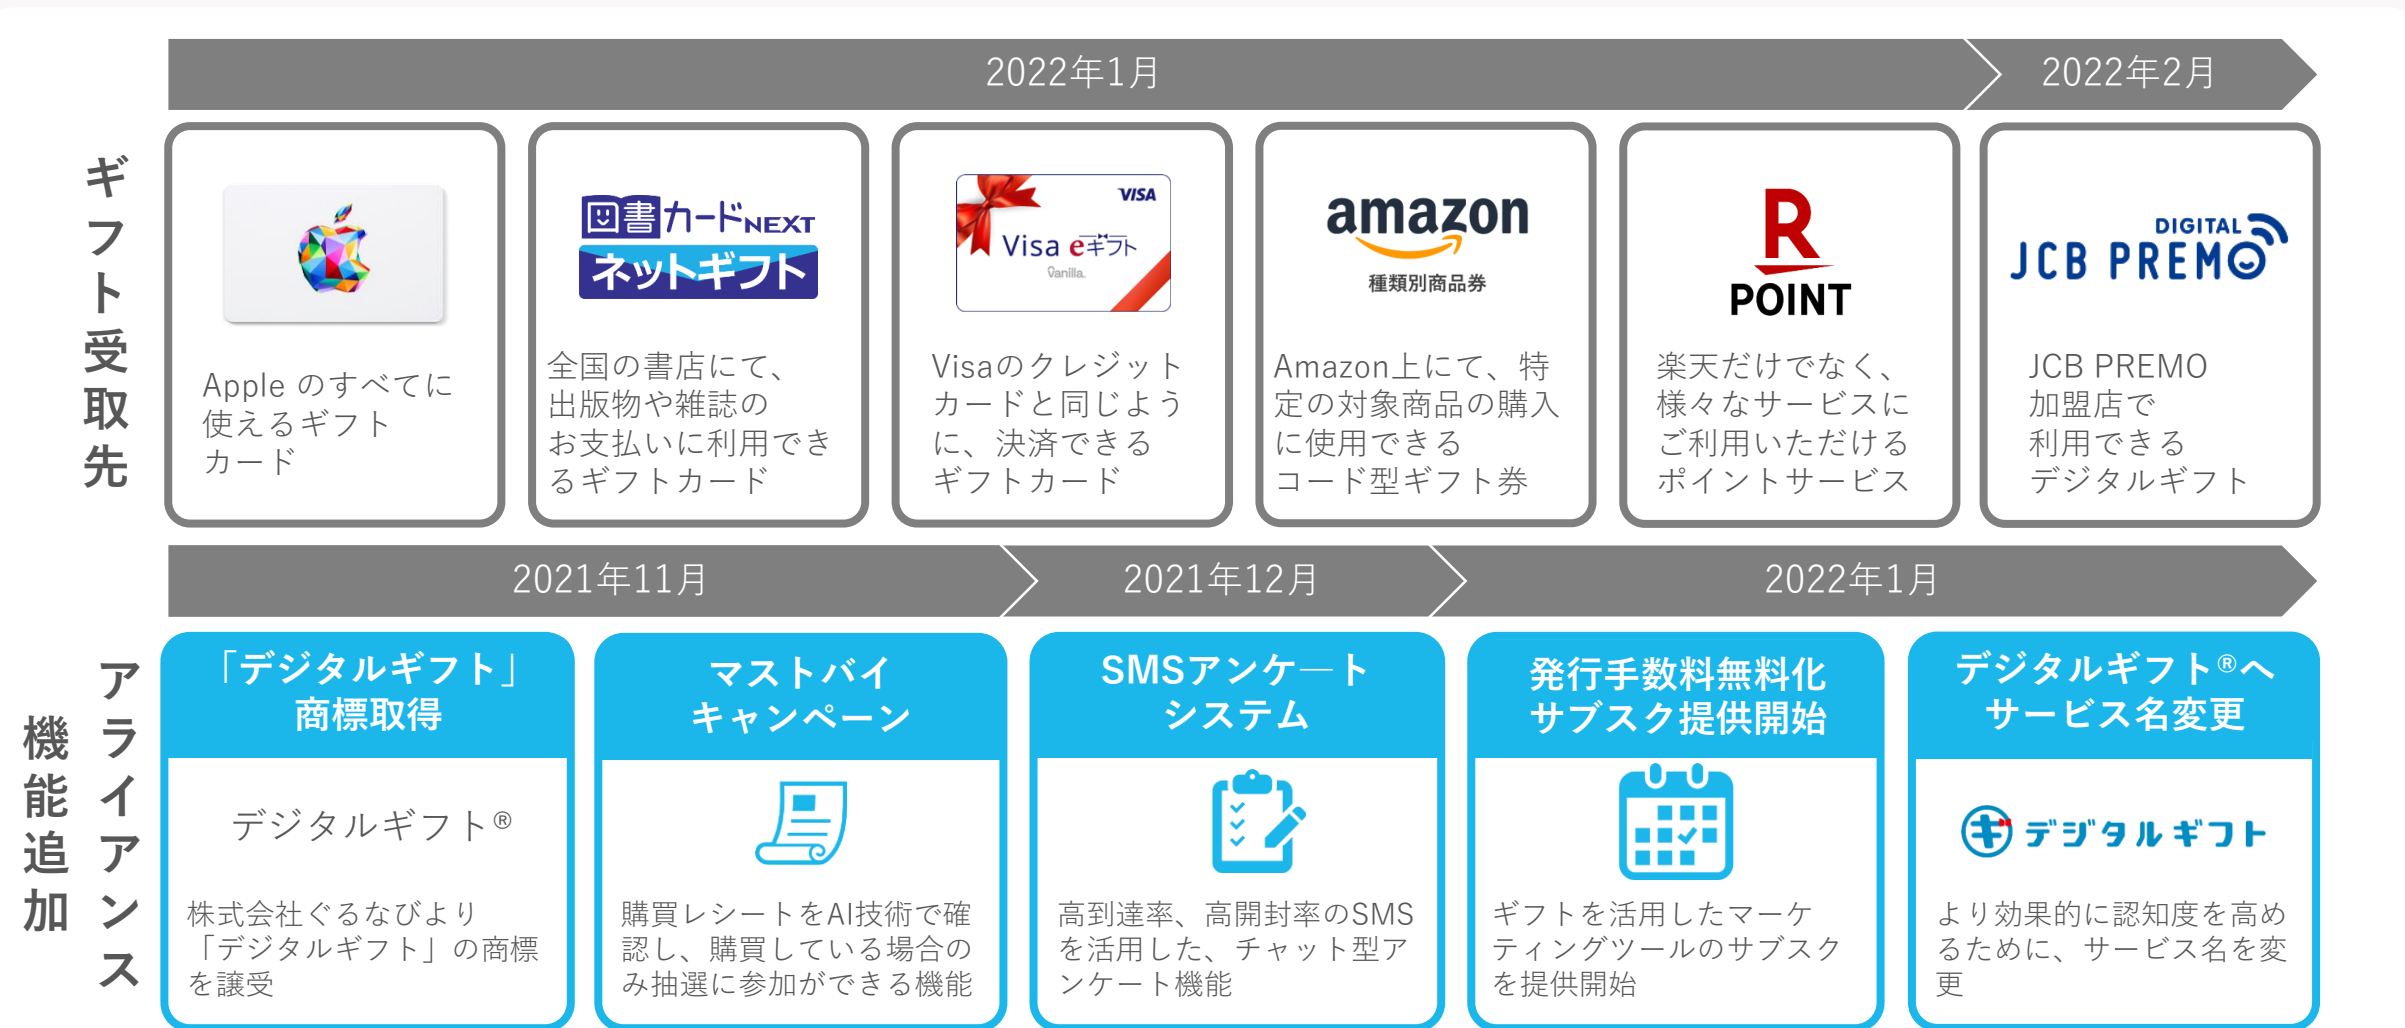 2022年1月
2022年2月
ギフト受取先
図書カードNEXT
ネットギフト
VISA
Visa eギフト
Vanilla.
amazon
種類別商品券
R
POINT
DIGITAL
JCB PREMO
Apple のすべてに
使えるギフト
カード
全国の書店にて、
出版物や雑誌の
お支払いに利用でき
るギフトカード
Visaのクレジット
カードと同じよう
に、決済できる
ギフトカード
Amazon上にて、特
定の対象商品の購入
に使用できる
コード型ギフト券
楽天だけでなく、
様々なサービスに
ご利用いただける
ポイントサービス
JCB PREMO
加盟店で
利用できる
デジタルギフト
2021年11月
2021年12月
2022年1月
アライアンス
機能追加
「デジタルギフト」
商標取得
デジタルギフト®
株式会社ぐるなびより
「デジタルギフト」の商標
を譲受
マストバイ
キャンペーン
購買レシートをAI技術で確
認し、購買している場合の
み抽選に参加ができる機能
SMSアンケート
システム
高到達率、高開封率のSMS
を活用した、チャット型ア
ンケート機能
発行手数料無料化
サブスク提供開始
ギフトを活用したマーケ
ティングツールのサブスク
を提供開始
デジタルギフト®へ
サービス名変更
ギ デジタルギフト
より効果的に認知度を高め
るために、サービス名を変
更